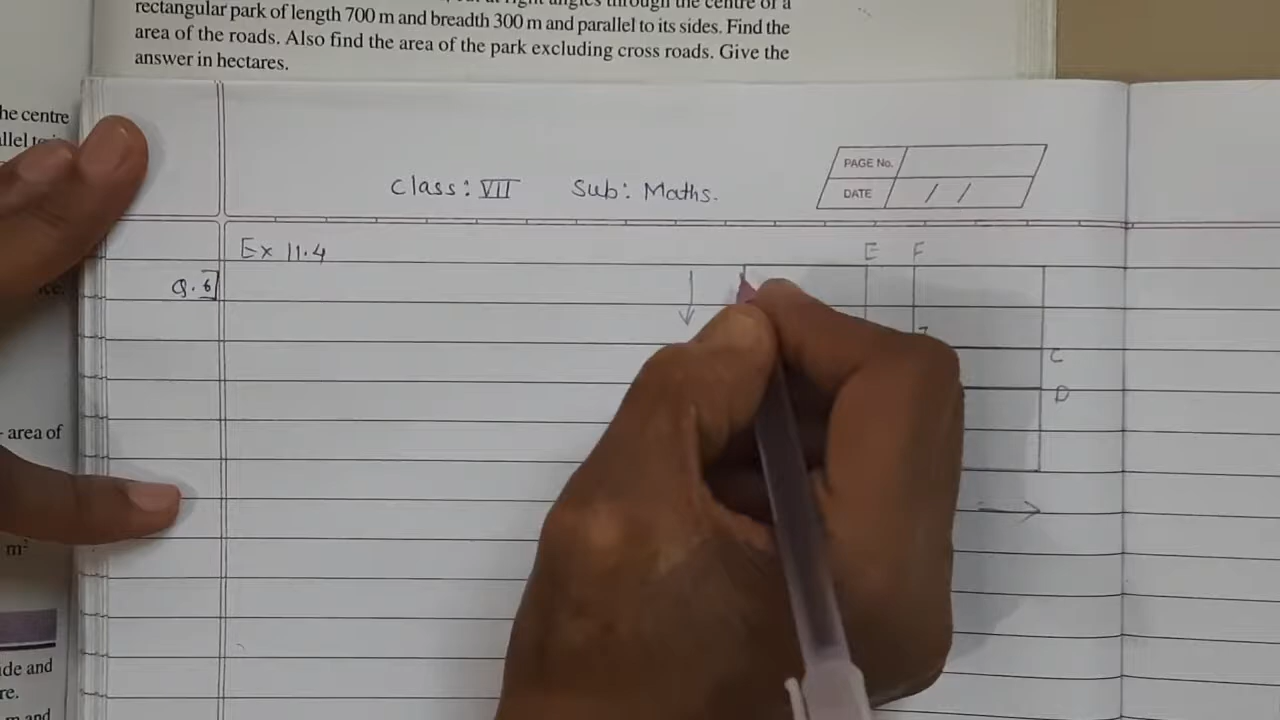 rectangular park of length 700 m and breadth 300 m and parallel to its sides. Find the
area of the roads. Also find the area of the park excluding cross roads. Give the
answer in hectares.
he centre
PAGE No.
DATE / /
Class: VII Sub: Maths.
Ex 11.4
Q.6
E F
C
D
- area of
m²
ide and
re.
m and